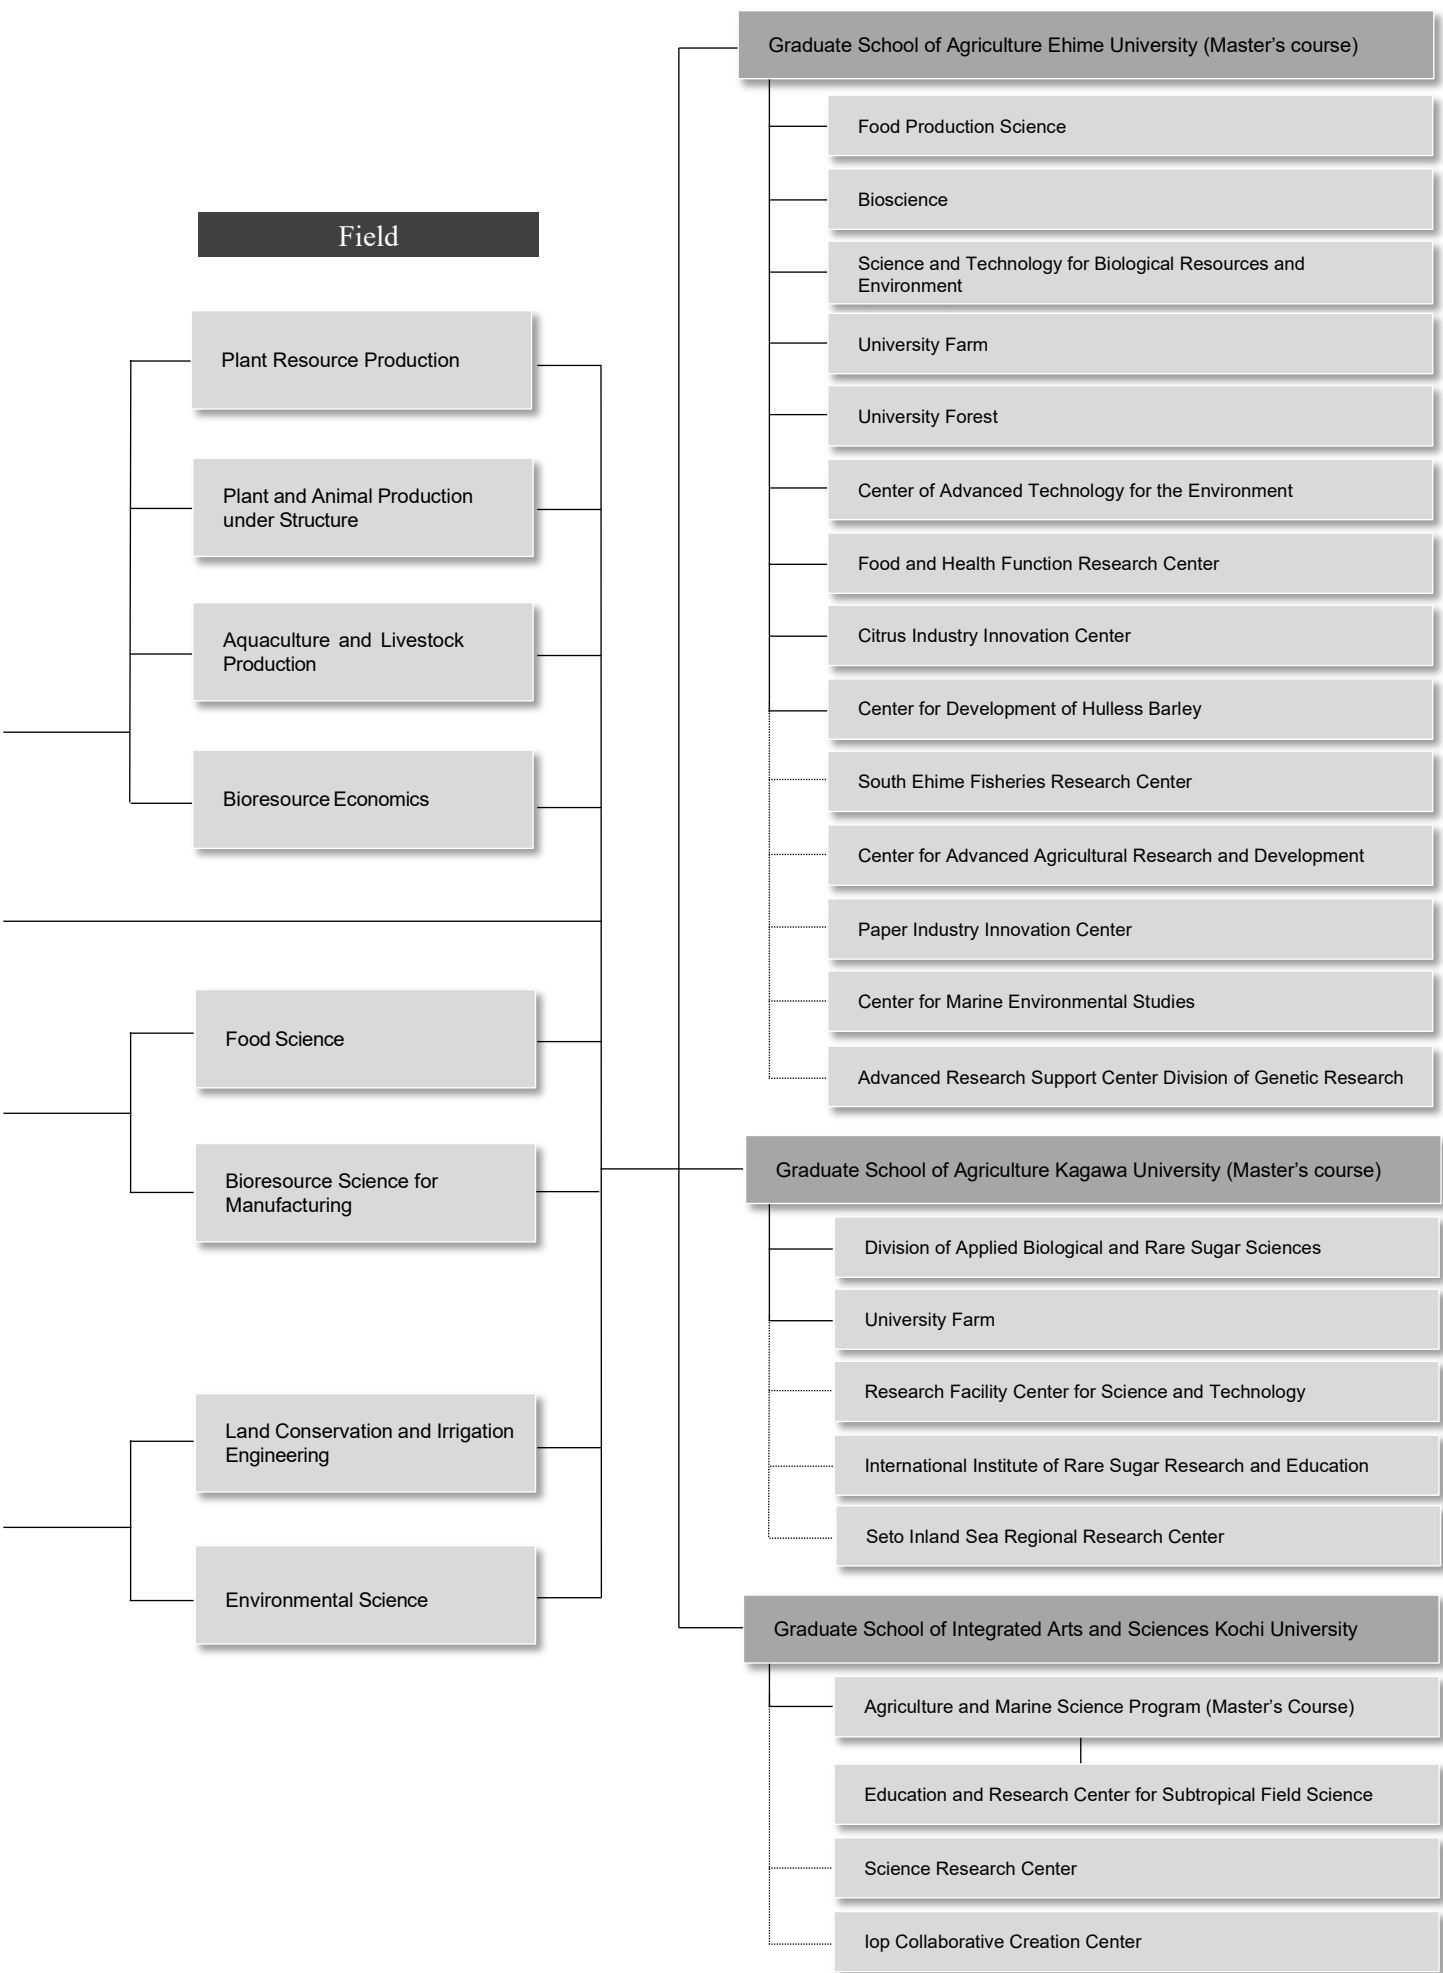 Field
Plant Resource Production
Plant and Animal Production
under Structure
Aquaculture and Livestock
Production
Bioresource Economics
Food Science
Bioresource Science for
Manufacturing
Land Conservation and Irrigation
Engineering
Environmental Science
Graduate School of Agriculture Ehime University (Master’s course)
Food Production Science
Bioscience
Science and Technology for Biological Resources and
Environment
University Farm
University Forest
Center of Advanced Technology for the Environment
Food and Health Function Research Center
Citrus Industry Innovation Center
Center for Development of Hulless Barley
South Ehime Fisheries Research Center
Center for Advanced Agricultural Research and Development
Paper Industry Innovation Center
Center for Marine Environmental Studies
Advanced Research Support Center Division of Genetic Research
Graduate School of Agriculture Kagawa University (Master’s course)
Division of Applied Biological and Rare Sugar Sciences
University Farm
Research Facility Center for Science and Technology
International Institute of Rare Sugar Research and Education
Seto Inland Sea Regional Research Center
Graduate School of Integrated Arts and Sciences Kochi University
Agriculture and Marine Science Program (Master’s Course)
Education and Research Center for Subtropical Field Science
Science Research Center
Iop Collaborative Creation Center